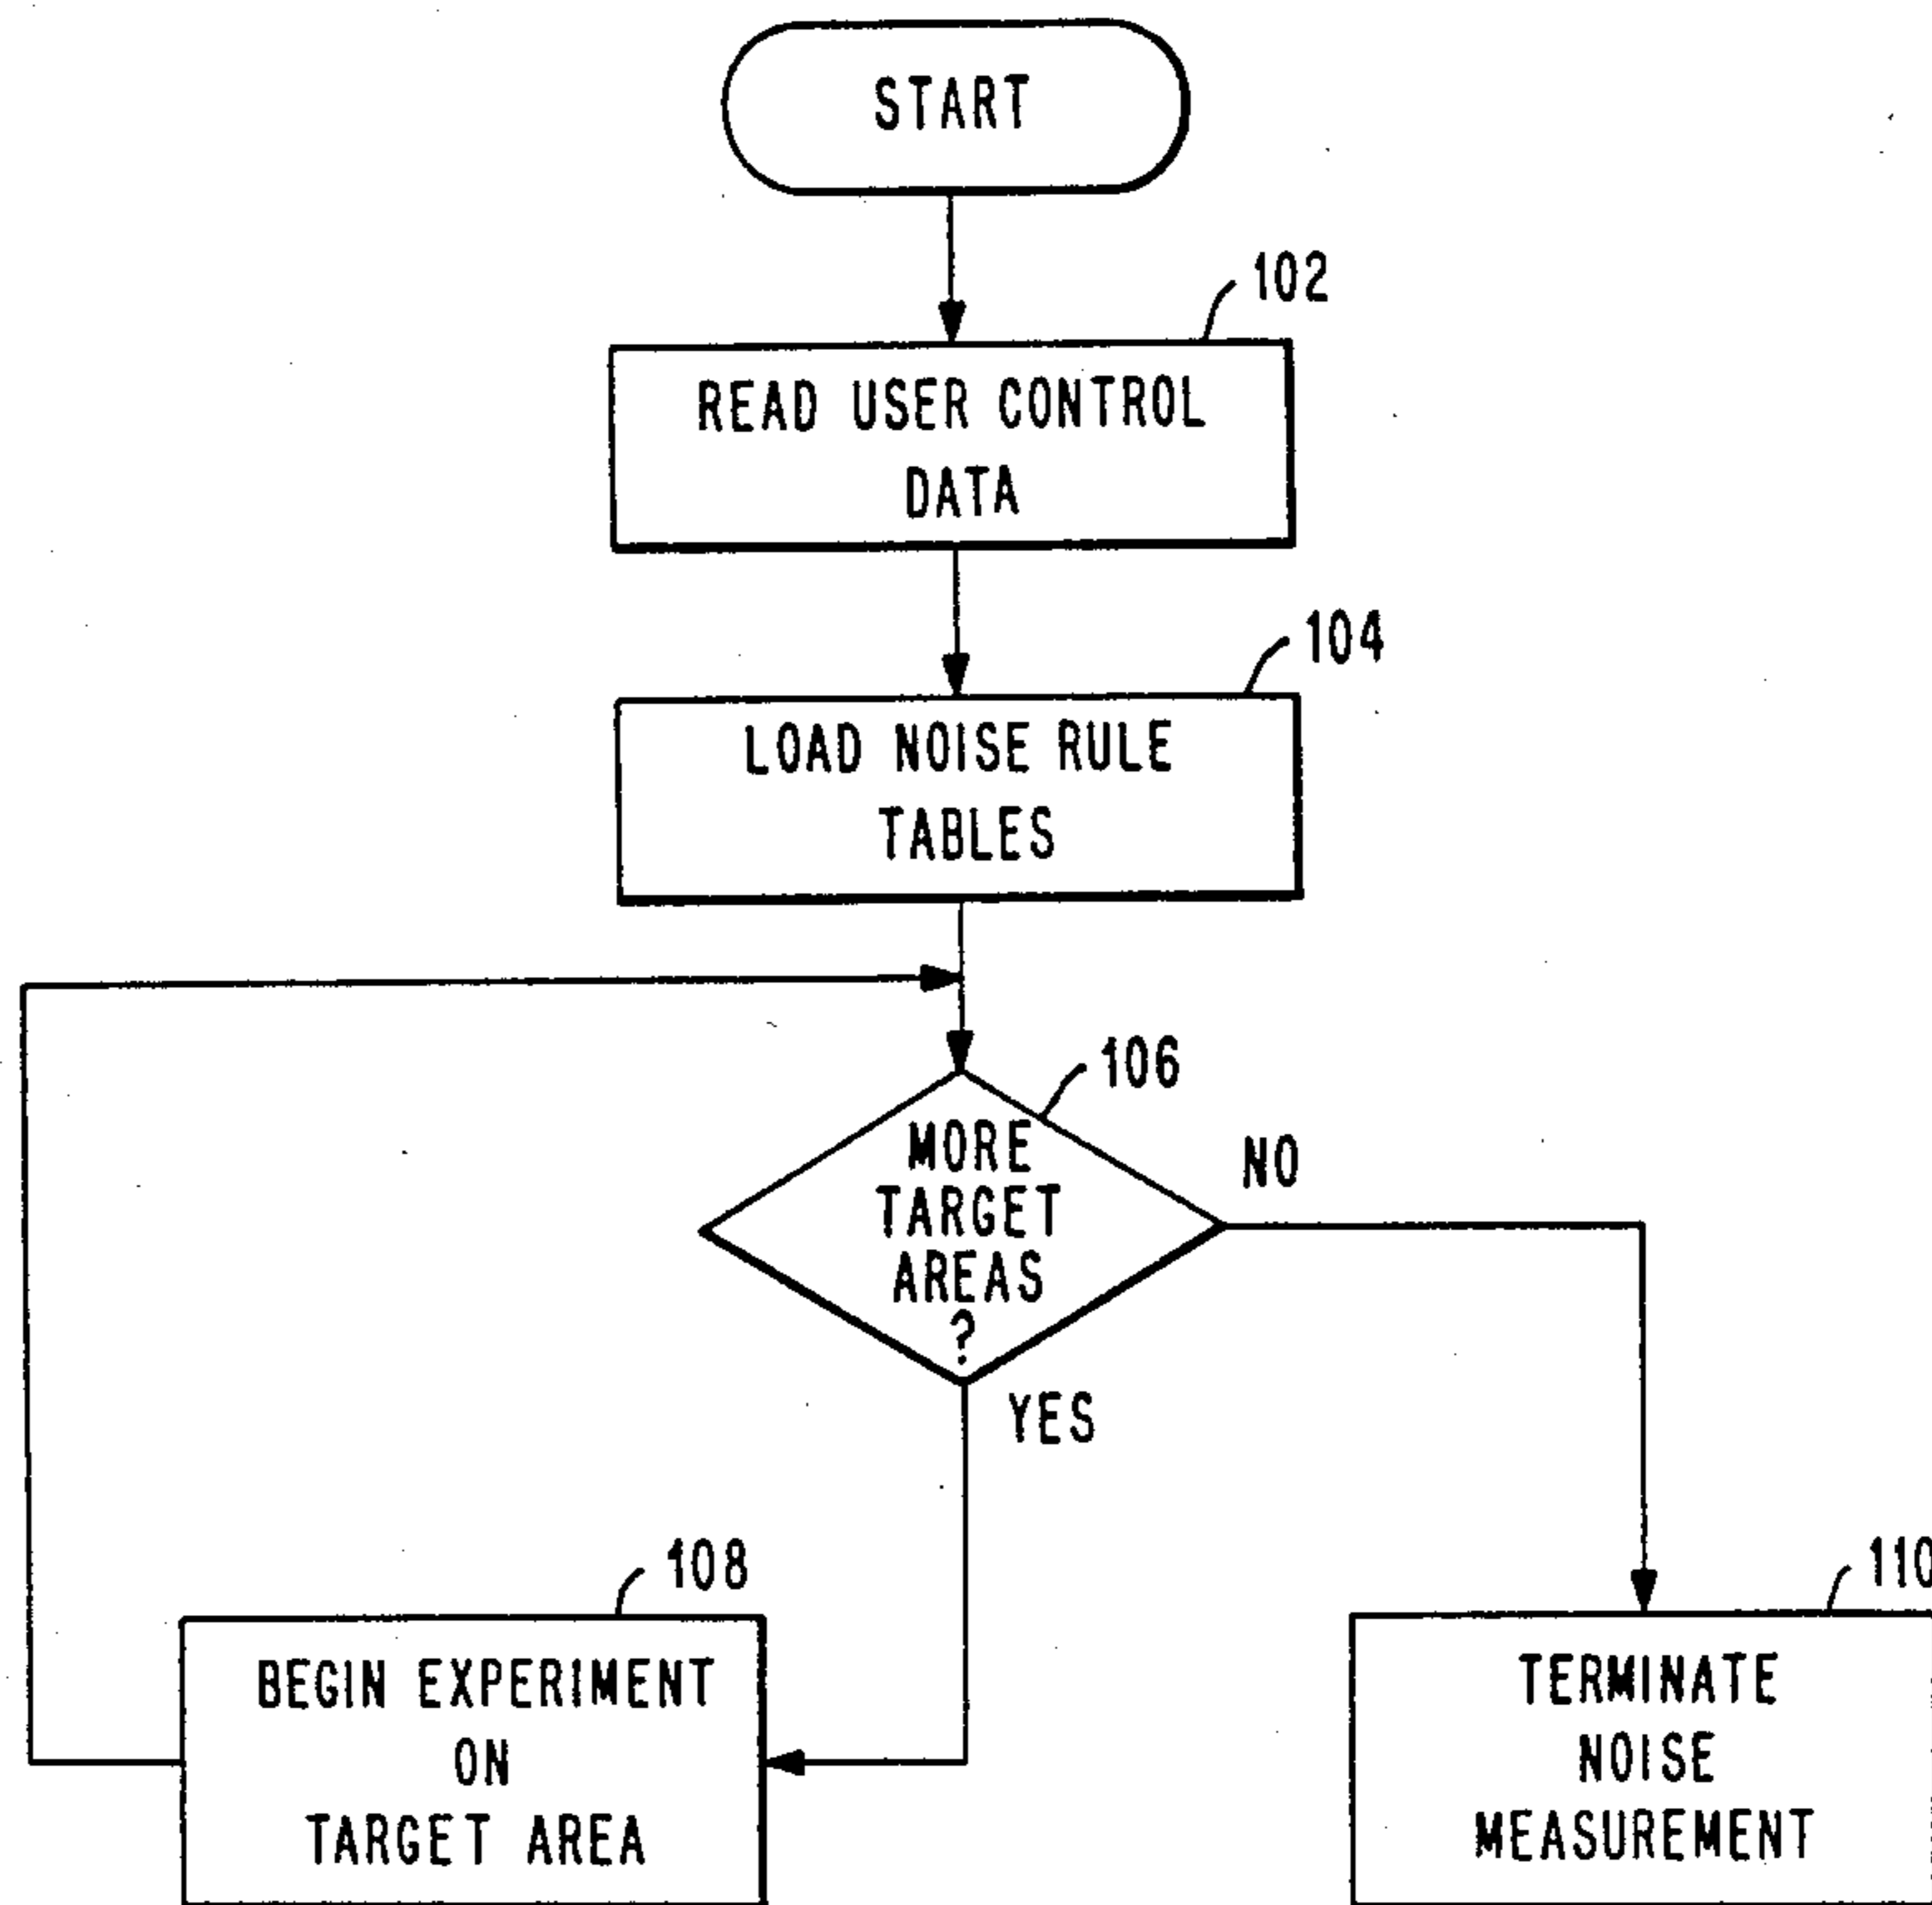 START
102
READ USER CONTROL
DATA
104
LOAD NOISE RULE
TABLES
106
MORE
TARGET
AREAS
?
NO
YES
108
BEGIN EXPERIMENT
ON
TARGET AREA
110
TERMINATE
NOISE
MEASUREMENT